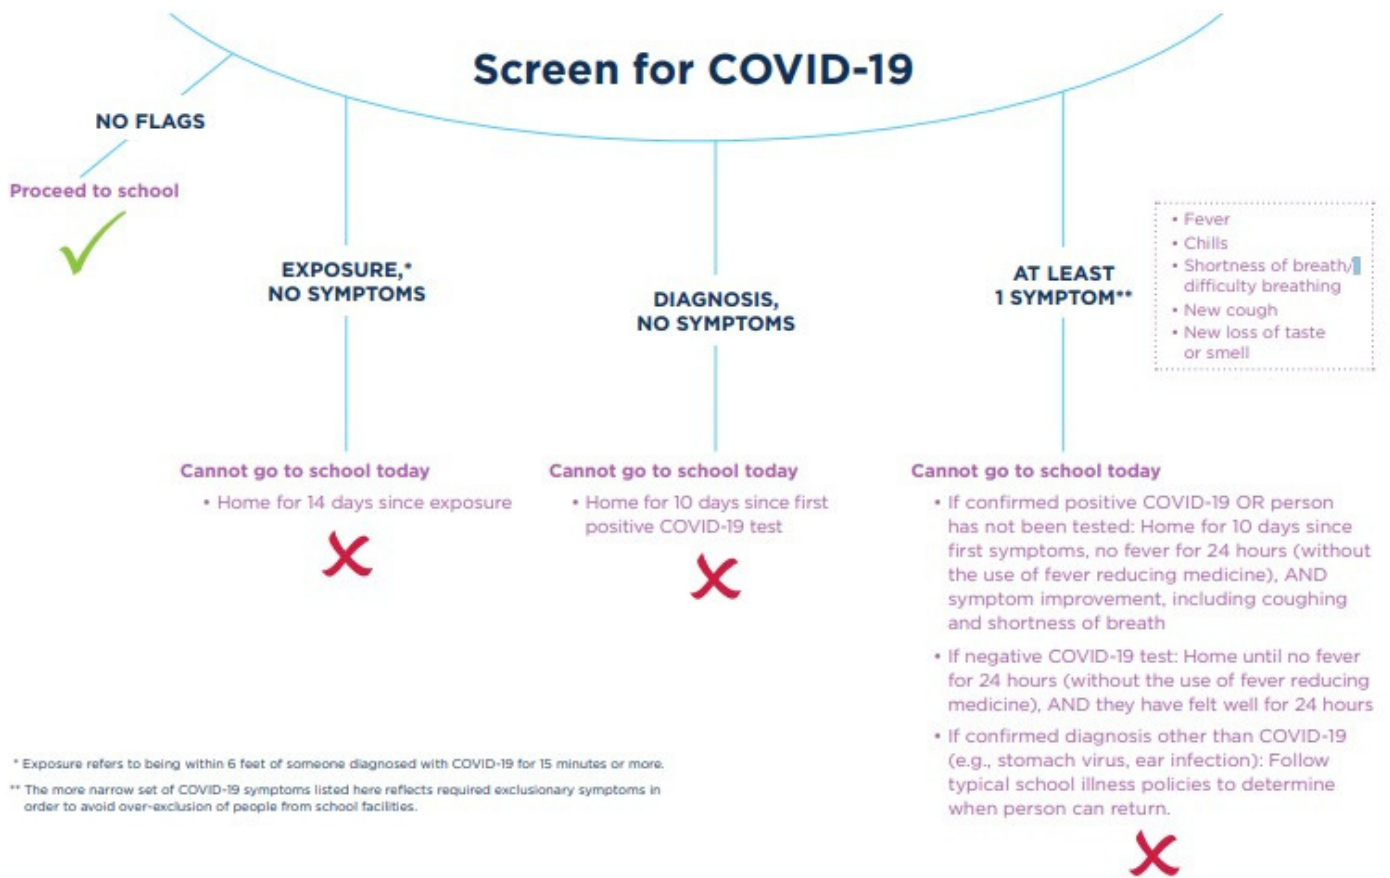 Screen for COVID-19
NO FLAGS
Proceed to school
EXPOSURE,*
NO SYMPTOMS
Cannot go to school today
• Home for 14 days since exposure
DIAGNOSIS,
NO SYMPTOMS
Cannot go to school today
• Home for 10 days since first
positive COVID-19 test
AT LEAST
1 SYMPTOM**
• Fever
• Chills
• Shortness of breath/
difficulty breathing
• New cough
• New loss of taste
or smell
Cannot go to school today
• If confirmed positive COVID-19 OR person
has not been tested: Home for 10 days since
first symptoms, no fever for 24 hours (without
the use of fever reducing medicine), AND
symptom improvement, including coughing
and shortness of breath
• If negative COVID-19 test: Home until no fever
for 24 hours (without the use of fever reducing
medicine), AND they have felt well for 24 hours
• If confirmed diagnosis other than COVID-19
(e.g., stomach virus, ear infection): Follow
typical school illness policies to determine
when person can return.
* Exposure refers to being within 6 feet of someone diagnosed with COVID-19 for 15 minutes or more.
** The more narrow set of COVID-19 symptoms listed here reflects required exclusionary symptoms in
order to avoid over-exclusion of people from school facilities.